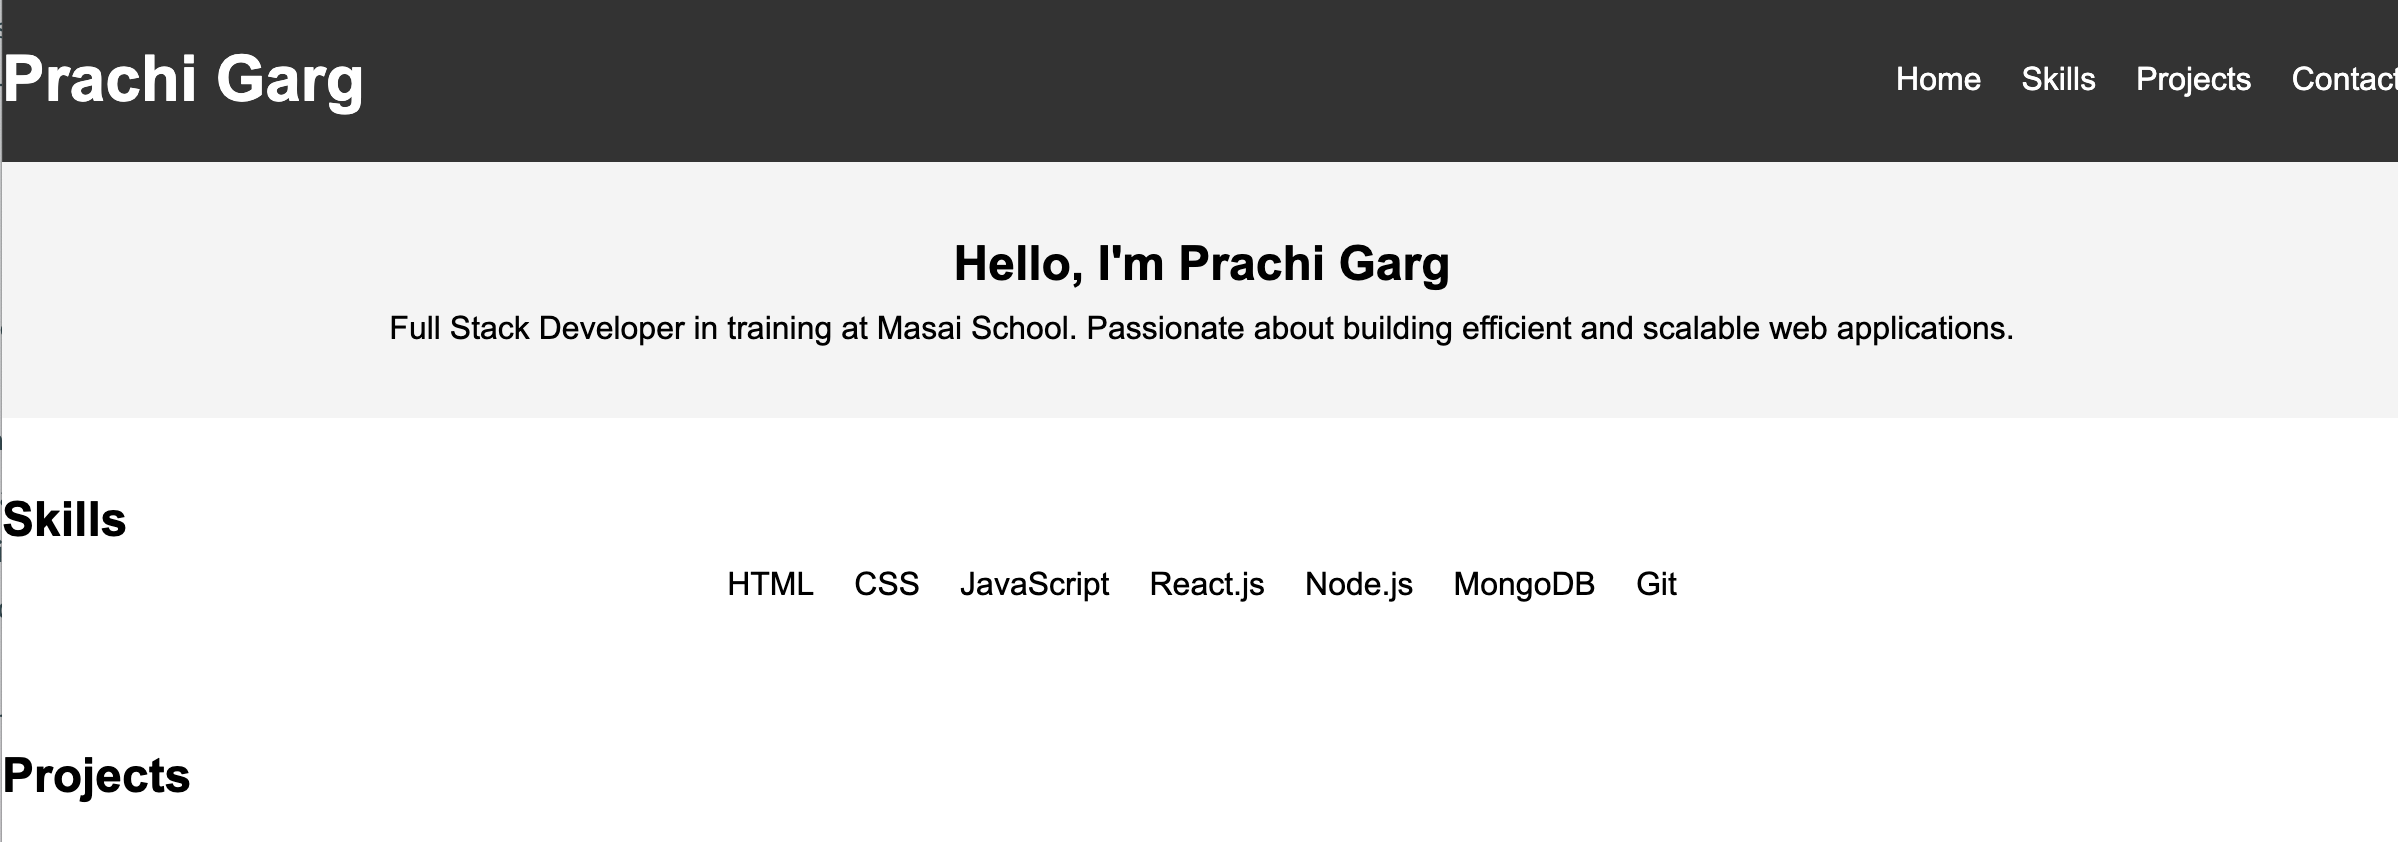 Prachi Garg
Home Skills Projects Contact
Hello, I'm Prachi Garg
Full Stack Developer in training at Masai School. Passionate about building efficient and scalable web applications.
Skills
HTML CSS JavaScript React.js Node.js MongoDB Git
Projects